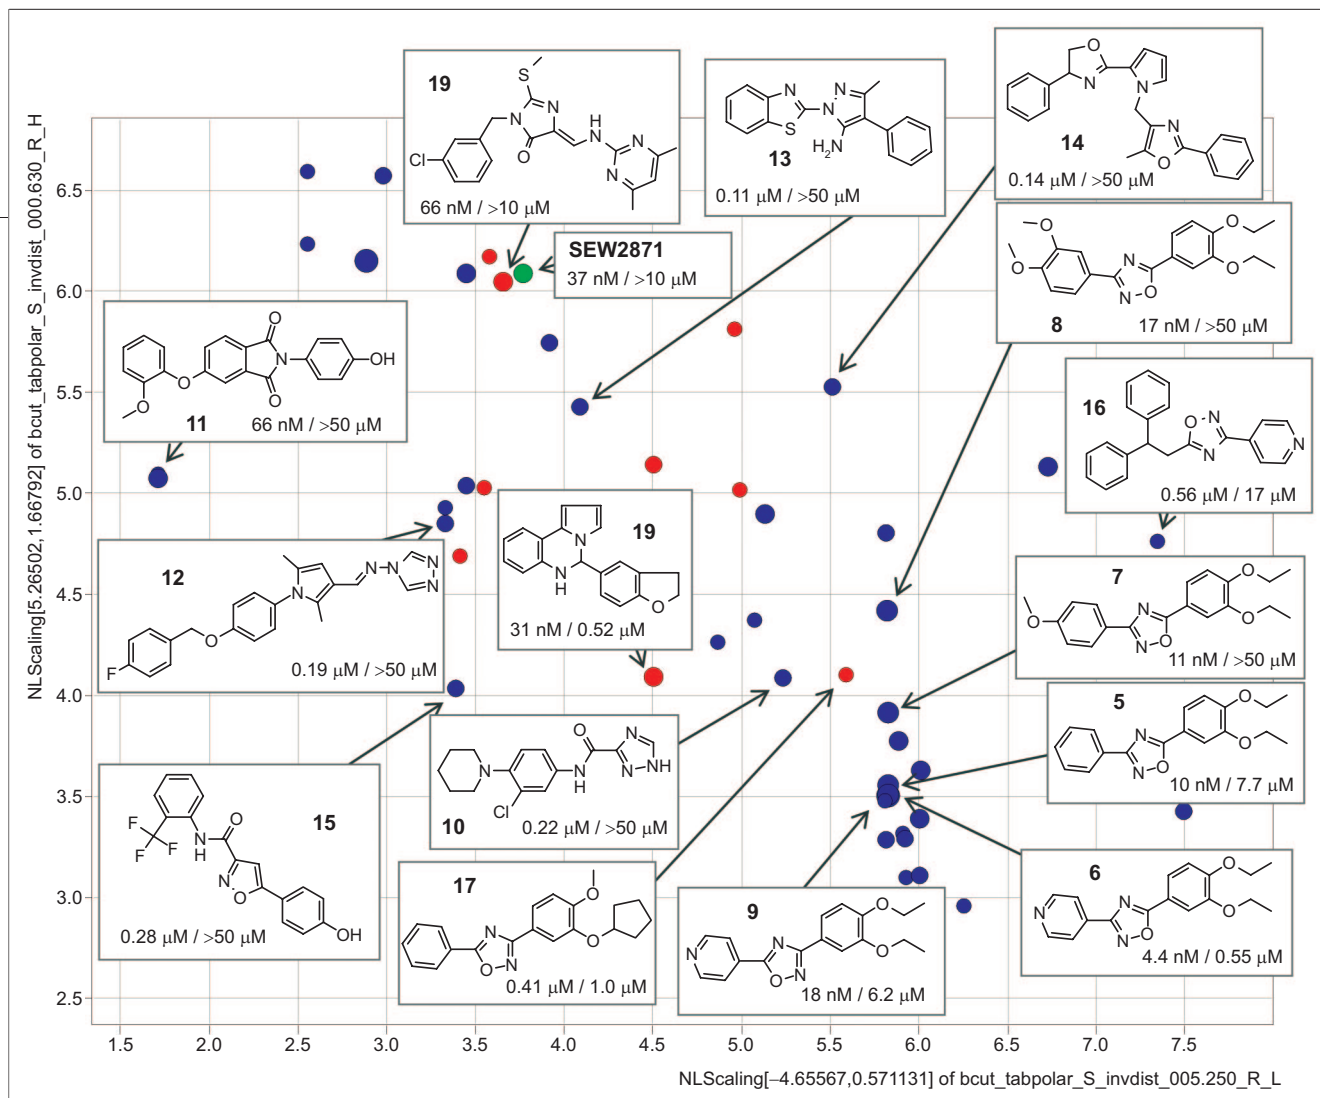 19
S
N
N
O
N
H
N
N
Cl
66 nM / >10 µM
N
S
N
N
H2N
13
0.11 µM / >50 µM
O
N
N
N
O
14
0.14 µM / >50 µM
SEW2871
37 nM / >10 µM
O
O
N
N
O
O
O
8
17 nM / >50 µM
O
N
O
O
O
OH
11
66 nM / >50 µM
16
O
N
N
N
0.56 µM / 17 µM
12
N
N
N
N
N
O
F
0.19 µM / >50 µM
19
N
N
H
O
31 nM / 0.52 µM
7
O
N
N
O
O
O
11 nM / >50 µM
5
N
N
O
O
O
10 nM / 7.7 µM
O
N
N
H
N
N
NH
Cl
10
0.22 µM / >50 µM
15
F
F
F
N
H
O
N
O
OH
0.28 µM / >50 µM
17
O
O
N
N
O
0.41 µM / 1.0 µM
9
N
N
N
O
O
O
18 nM / 6.2 µM
6
N
N
N
O
O
O
4.4 nM / 0.55 µM
NLScaling[5.26502,1.66792] of bcut_tabpolar_S_invdist_000.630_R_H
6.5
6.0
5.5
5.0
4.5
4.0
3.5
3.0
2.5
1.5 2.0 2.5 3.0 3.5 4.0 4.5 5.0 5.5 6.0 6.5 7.0 7.5
NLScaling[–4.65567,0.571131] of bcut_tabpolar_S_invdist_005.250_R_L